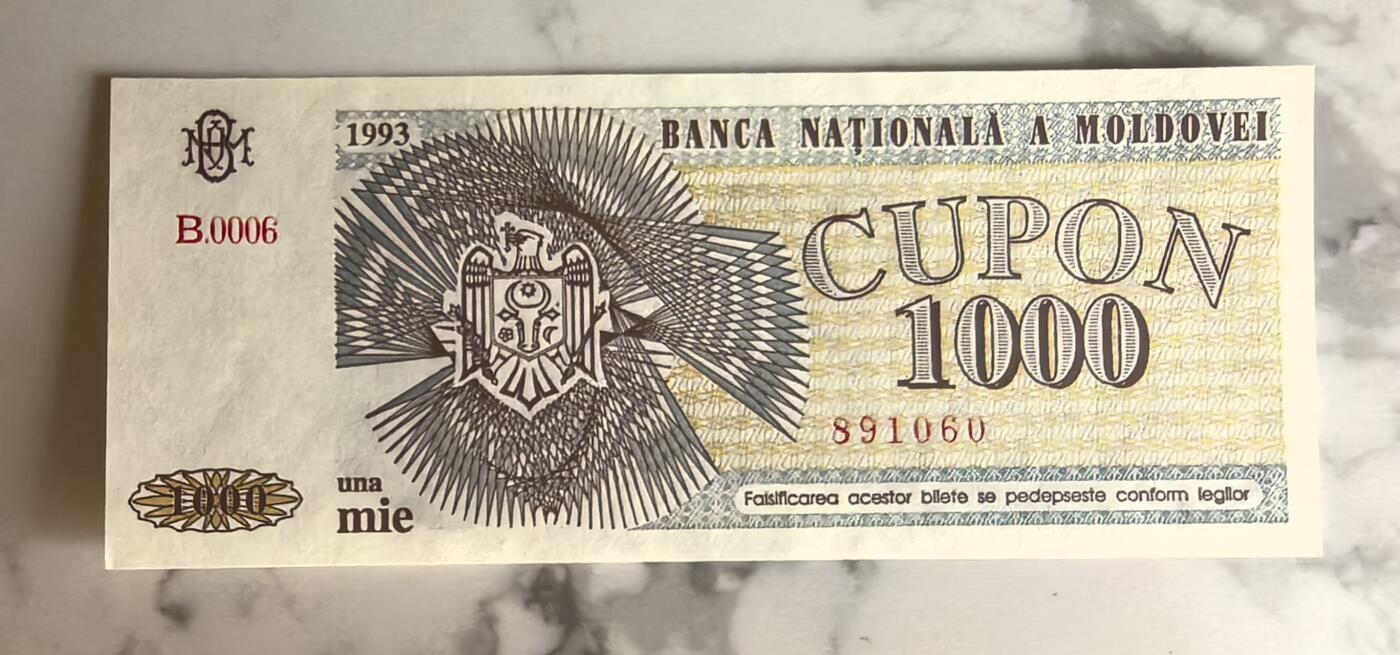 1993
BANCA NAȚIONALĂ A MOLDOVEI
B.0006
CUPON
1000
891060
1000
una
mie
Falsificarea acestor bilete se pedepseste conform legilor